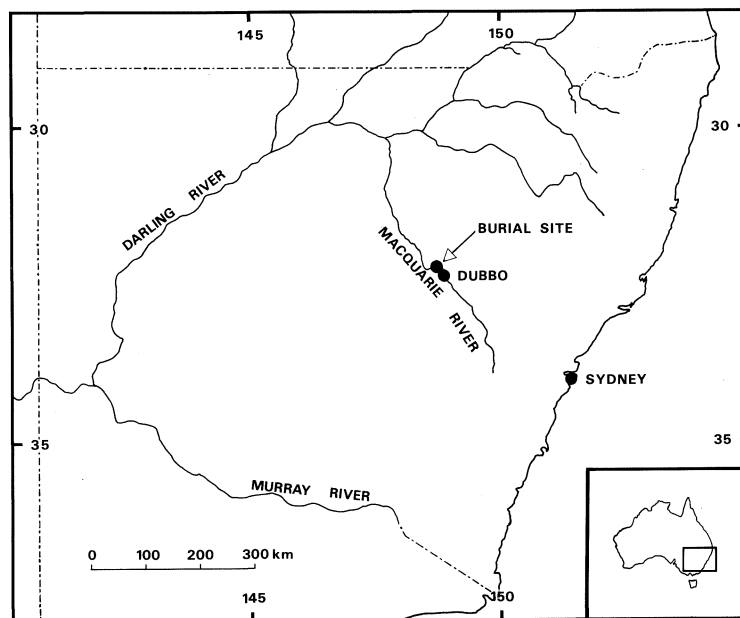 145
150
30
30
DARLING RIVER
BURIAL SITE
MACQUARIE RIVER
DUBBO
SYDNEY
35
35
MURRAY RIVER
0 100 200 300 km
145
150